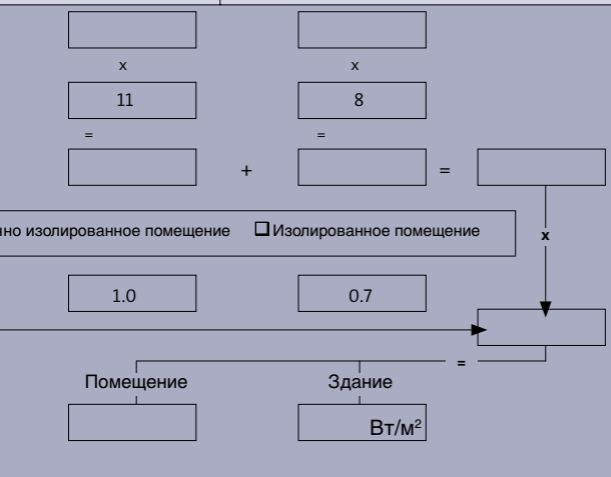 x x
11 8
= =
+ =
но изолированное помещение ❑ Изолированное помещение
x
1.0 0.7
=
Помещение Здание
Вт/м²